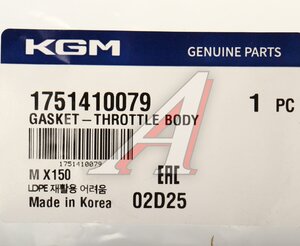 KGM GENUINE PARTS
1751410079 1 PC
GASKET-THROTTLE BODY
1751410079
M X150
LDPE 재활용 어려움
Made in Korea 02D25
EAC